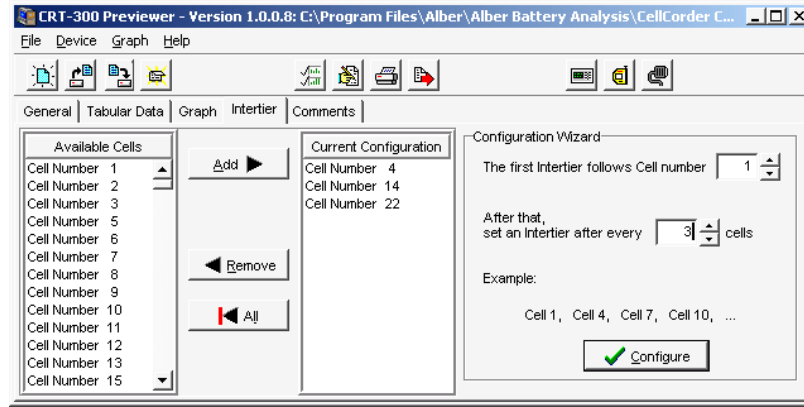 CRT-300 Previewer - Version 1.0.0.8: C:\Program Files\Alber\Alber Battery Analysis\CellCorder C...
File Device Graph Help
General Tabular Data Graph Intertier Comments
Available Cells
Cell Number 1
Cell Number 2
Cell Number 3
Cell Number 5
Cell Number 6
Cell Number 7
Cell Number 8
Cell Number 9
Cell Number 10
Cell Number 11
Cell Number 12
Cell Number 13
Cell Number 15
Add
Remove
All
Current Configuration
Cell Number 4
Cell Number 14
Cell Number 22
Configuration Wizard
The first Intertier follows Cell number 1
After that,
set an Intertier after every 3 cells
Example:
Cell 1, Cell 4, Cell 7, Cell 10, ...
Configure